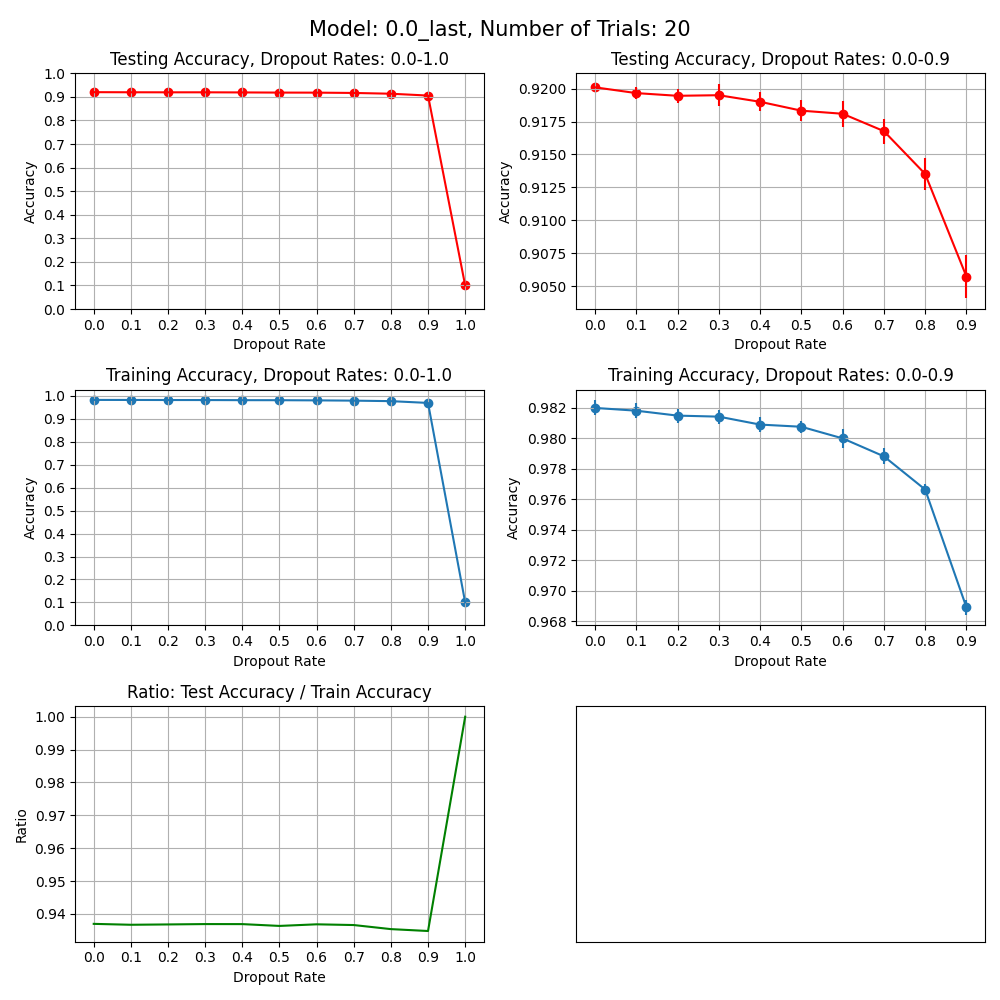 Model: 0.0_last, Number of Trials: 20
Testing Accuracy, Dropout Rates: 0.0-1.0
1.0
0.9
0.8
0.7
0.6
0.5
0.4
0.3
0.2
0.1
0.0
Accuracy
0.0 0.1 0.2 0.3 0.4 0.5 0.6 0.7 0.8 0.9 1.0
Dropout Rate
Testing Accuracy, Dropout Rates: 0.0-0.9
0.9200
0.9175
0.9150
0.9125
0.9100
0.9075
0.9050
Accuracy
0.0 0.1 0.2 0.3 0.4 0.5 0.6 0.7 0.8 0.9
Dropout Rate
Training Accuracy, Dropout Rates: 0.0-1.0
1.0
0.9
0.8
0.7
0.6
0.5
0.4
0.3
0.2
0.1
0.0
Accuracy
0.0 0.1 0.2 0.3 0.4 0.5 0.6 0.7 0.8 0.9 1.0
Dropout Rate
Training Accuracy, Dropout Rates: 0.0-0.9
0.982
0.980
0.978
0.976
0.974
0.972
0.970
0.968
Accuracy
0.0 0.1 0.2 0.3 0.4 0.5 0.6 0.7 0.8 0.9
Dropout Rate
Ratio: Test Accuracy / Train Accuracy
1.00
0.99
0.98
0.97
0.96
0.95
0.94
Ratio
0.0 0.1 0.2 0.3 0.4 0.5 0.6 0.7 0.8 0.9 1.0
Dropout Rate